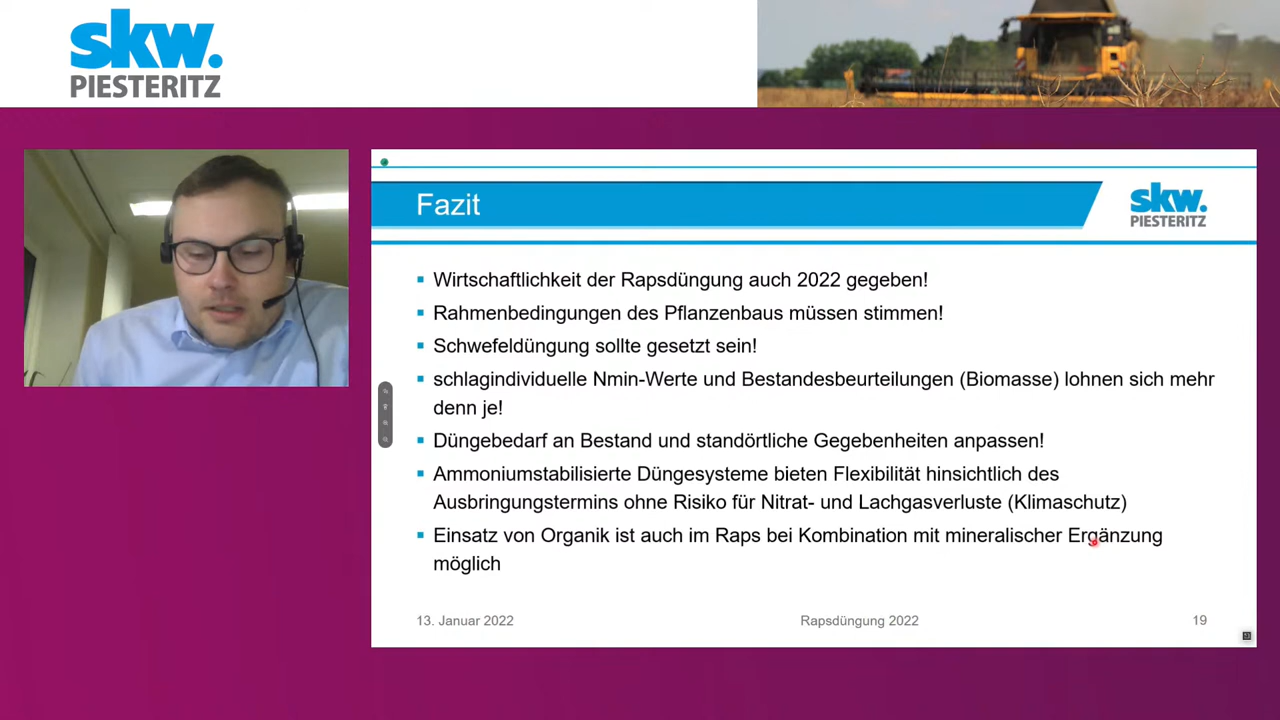 skw.
PIESTERITZ
Fazit
skw.
PIESTERITZ
Wirtschaftlichkeit der Rapsdüngung auch 2022 gegeben!
Rahmenbedingungen des Pflanzenbaus müssen stimmen!
Schwefeldüngung sollte gesetzt sein!
schlagindividuelle Nmin-Werte und Bestandesbeurteilungen (Biomasse) lohnen sich mehr
denn je!
Düngebedarf an Bestand und standörtliche Gegebenheiten anpassen!
Ammoniumstabilisierte Düngesysteme bieten Flexibilität hinsichtlich des
Ausbringungstermins ohne Risiko für Nitrat- und Lachgasverluste (Klimaschutz)
Einsatz von Organik ist auch im Raps bei Kombination mit mineralischer Ergänzung
möglich
13. Januar 2022
Rapsdüngung 2022
19